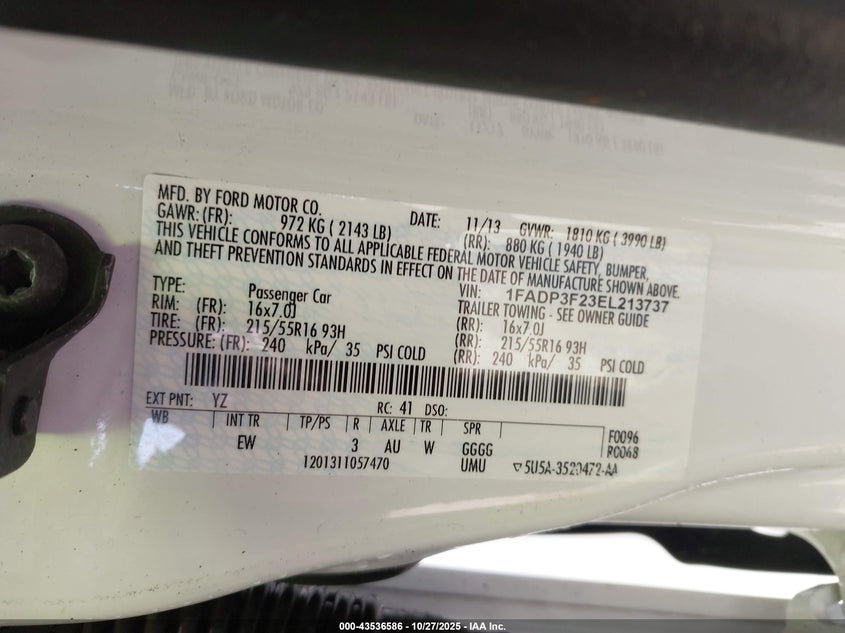 MFD. BY FORD MOTOR CO. DATE: 11/13 GVWR: 1810 KG ( 3990 LB)
GAWR: (FR): 972 KG ( 2143 LB) (RR): 880 KG ( 1940 LB)
THIS VEHICLE CONFORMS TO ALL APPLICABLE FEDERAL MOTOR VEHICLE SAFETY, BUMPER,
AND THEFT PREVENTION STANDARDS IN EFFECT ON THE DATE OF MANUFACTURE SHOWN ABOVE.
VIN: 1FADP3F23EL213737
TYPE: Passenger Car TRAILER TOWING - SEE OWNER GUIDE
RIM: (FR): 16x7.0J (RR): 16x7.0J
TIRE: (FR): 215/55R16 93H (RR): 215/55R16 93H
PRESSURE: (FR): 240 kPa/ 35 PSI COLD (RR): 240 kPa/ 35 PSI COLD
EXT PNT: YZ RC: 41 DSO:
WB INT TR TP/PS R AXLE TR SPR F0096
EW 3 AU W GGGG R0068
1201311057470 UMU ▽5U5A-3520472-AA
000-43536586 - 10/27/2025 - IAA Inc.